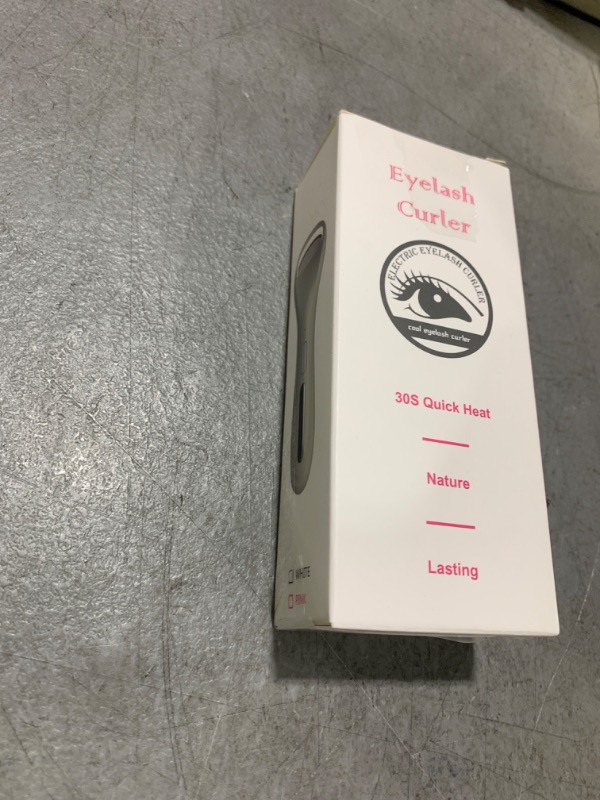 Eyelash
Curler
ELECTRIC EYELASH CURLER
cool eyelash curler
30S Quick Heat
Nature
Lasting
WHITE
PINK